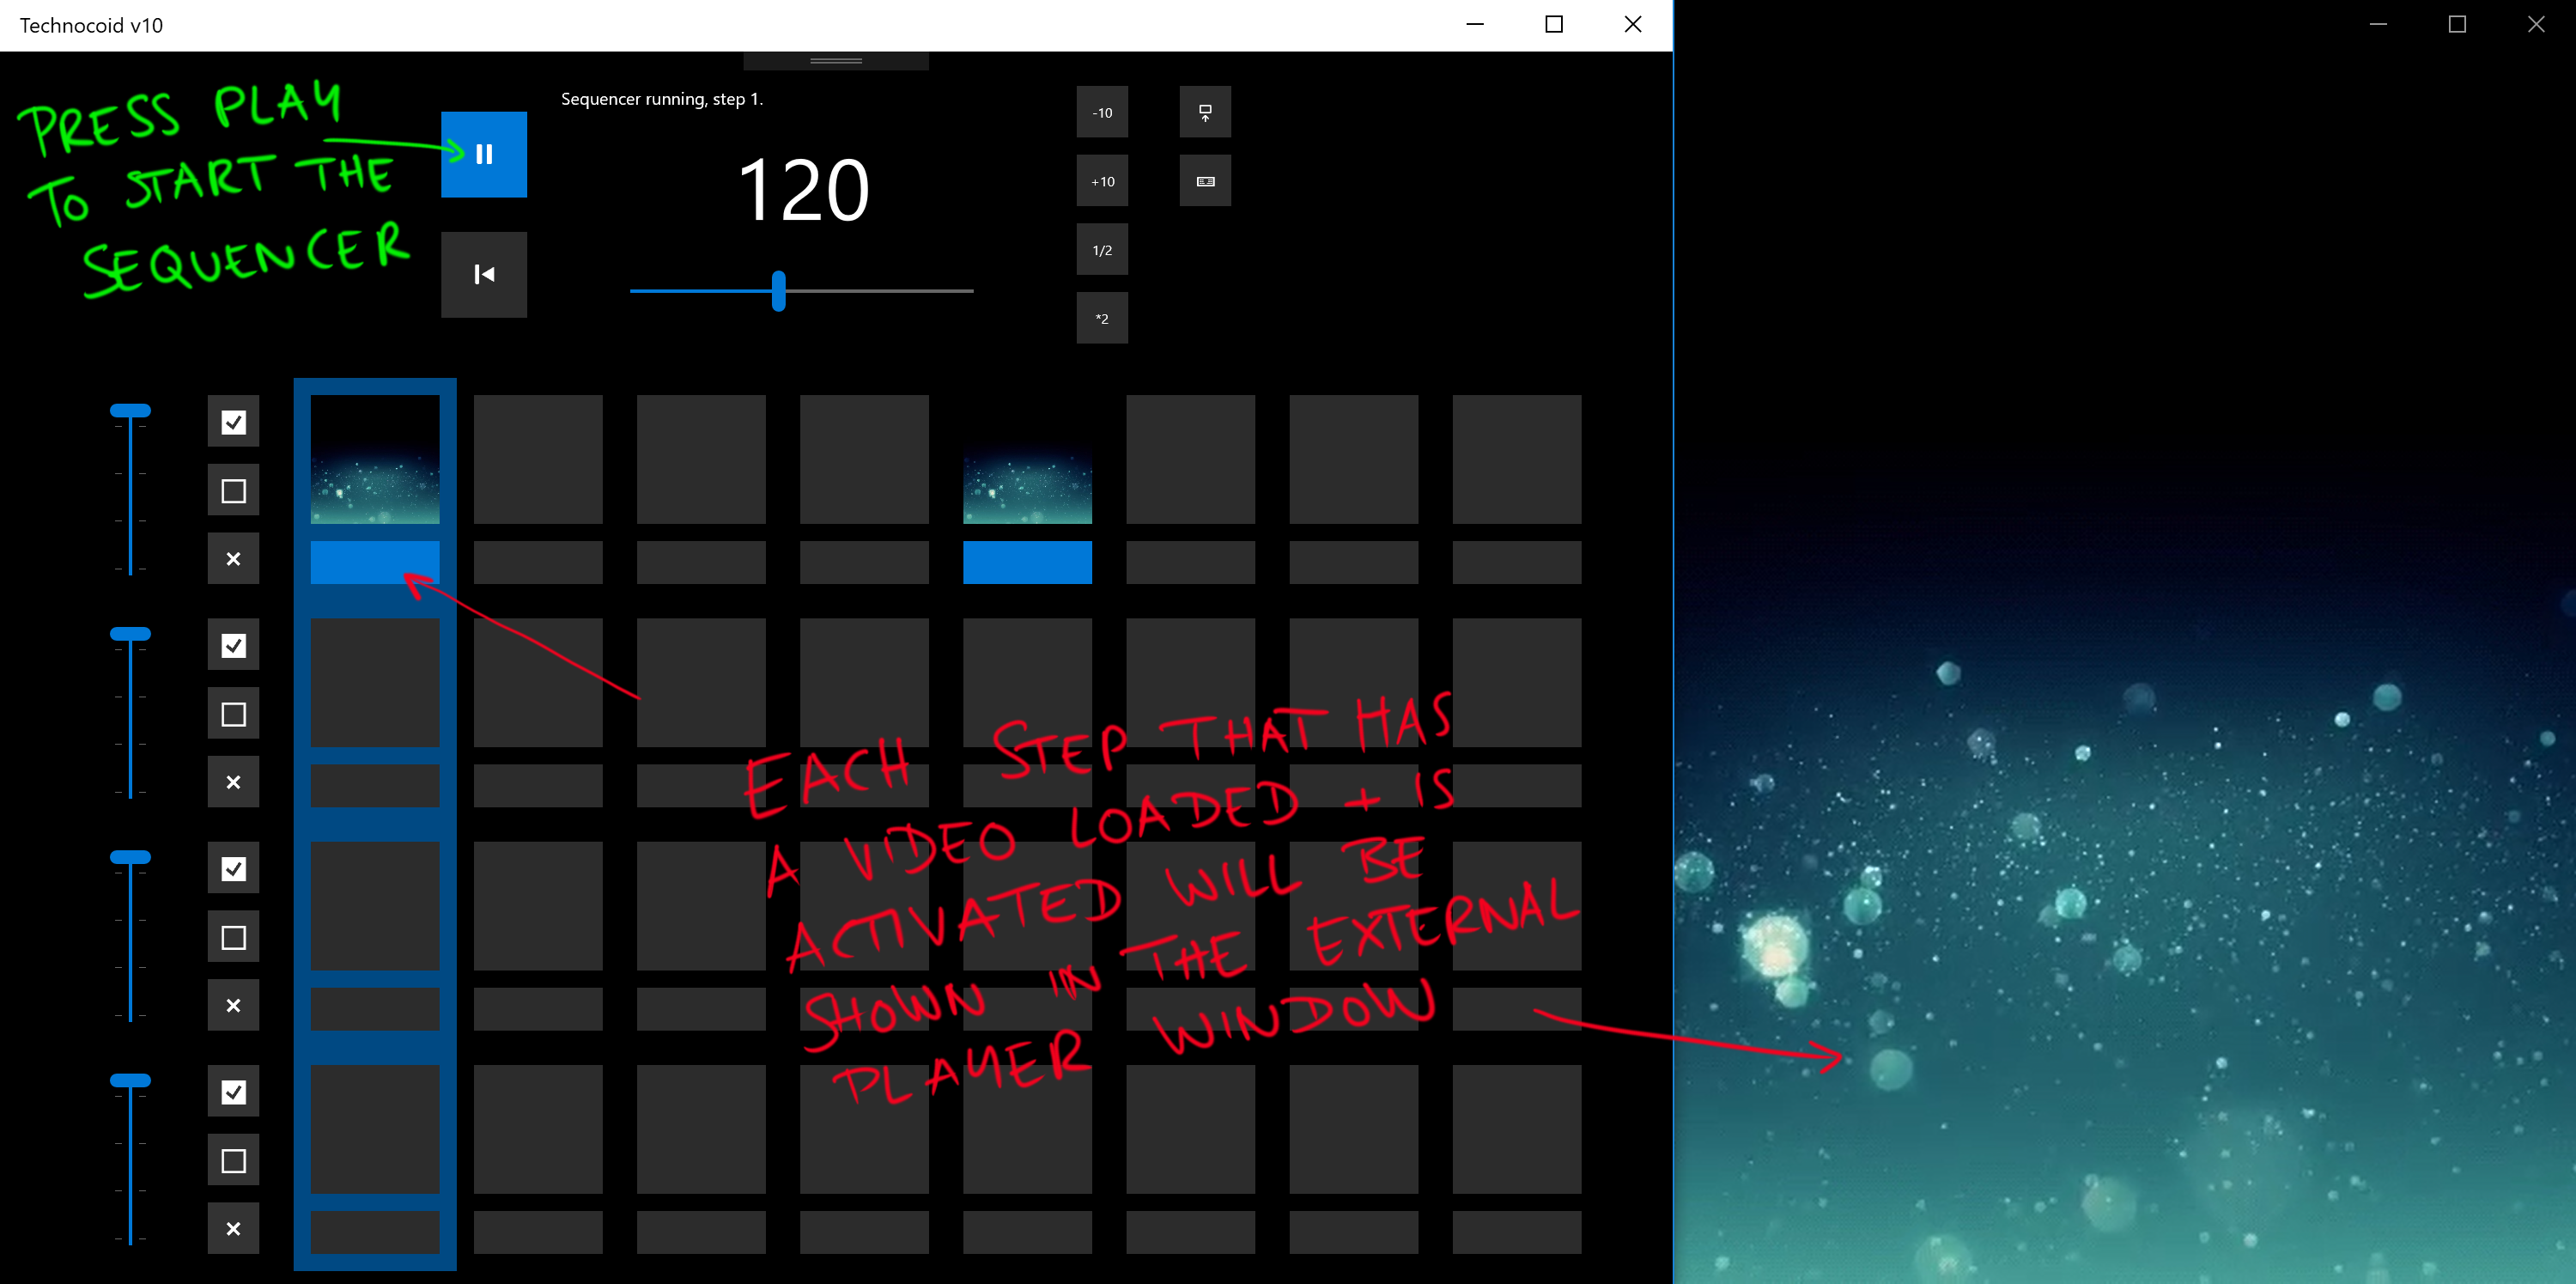 Technocoid v10
PRESS PLAY
TO START THE
SEQUENCER
Sequencer running, step 1.
120
-10
+10
1/2
*2
EACH STEP THAT HAS
A VIDEO LOADED + IS
ACTIVATED WILL BE
SHOWN IN THE EXTERNAL
PLAYER WINDOW